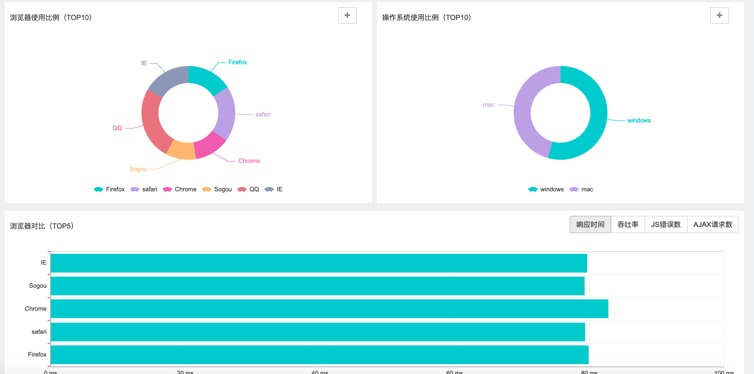 浏览器使用比例（TOP10）
+
操作系统使用比例（TOP10）
+
IE
Firefox
safari
QQ
Chrome
Sogou
Firefox safari Chrome Sogou QQ IE
mac
windows
windows mac
浏览器对比（TOP5）
响应时间 吞吐率 JS错误数 AJAX请求数
IE
Sogou
Chrome
safari
Firefox
0 ms 20 ms 40 ms 60 ms 80 ms 100 ms